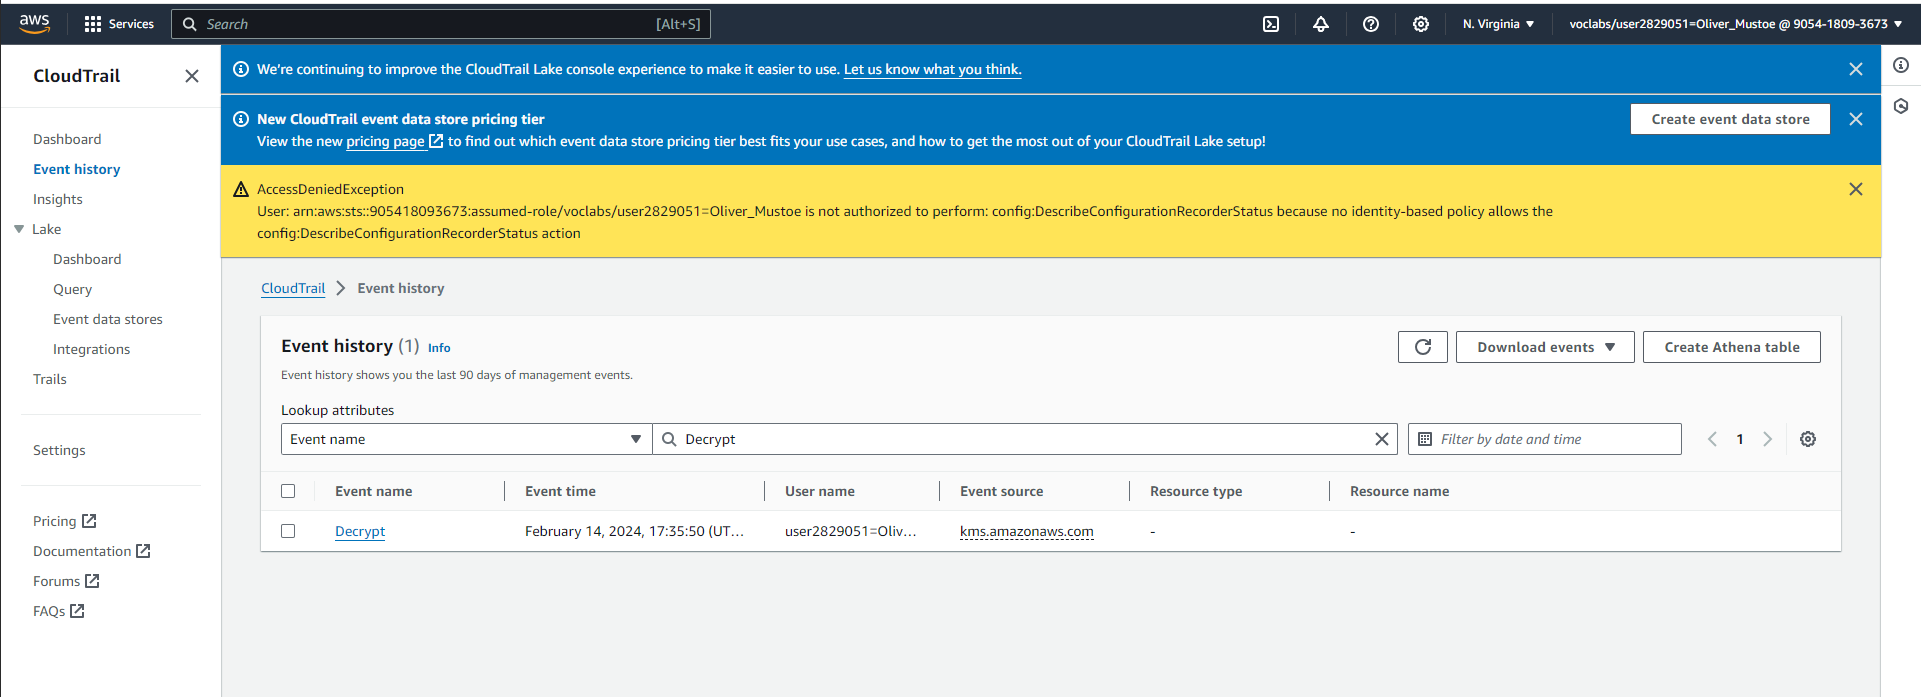 aws
Services
Search
[Alt+S]
N. Virginia
voclabs/user2829051=Oliver_Mustoe @ 9054-1809-3673
CloudTrail
Dashboard
Event history
Insights
Lake
Dashboard
Query
Event data stores
Integrations
Trails
Settings
Pricing
Documentation
Forums
FAQs
We're continuing to improve the CloudTrail Lake console experience to make it easier to use. Let us know what you think.
New CloudTrail event data store pricing tier
View the new pricing page to find out which event data store pricing tier best fits your use cases, and how to get the most out of your CloudTrail Lake setup!
Create event data store
AccessDeniedException
User: arn:aws:sts::905418093673:assumed-role/voclabs/user2829051=Oliver_Mustoe is not authorized to perform: config:DescribeConfigurationRecorderStatus because no identity-based policy allows the
config:DescribeConfigurationRecorderStatus action
CloudTrail > Event history
Event history (1) Info
Download events
Create Athena table
Event history shows you the last 90 days of management events.
Lookup attributes
Event name
Decrypt
Filter by date and time
1
Event name Event time User name Event source Resource type Resource name
Decrypt February 14, 2024, 17:35:50 (UT... user2829051=Oliv... kms.amazonaws.com - -